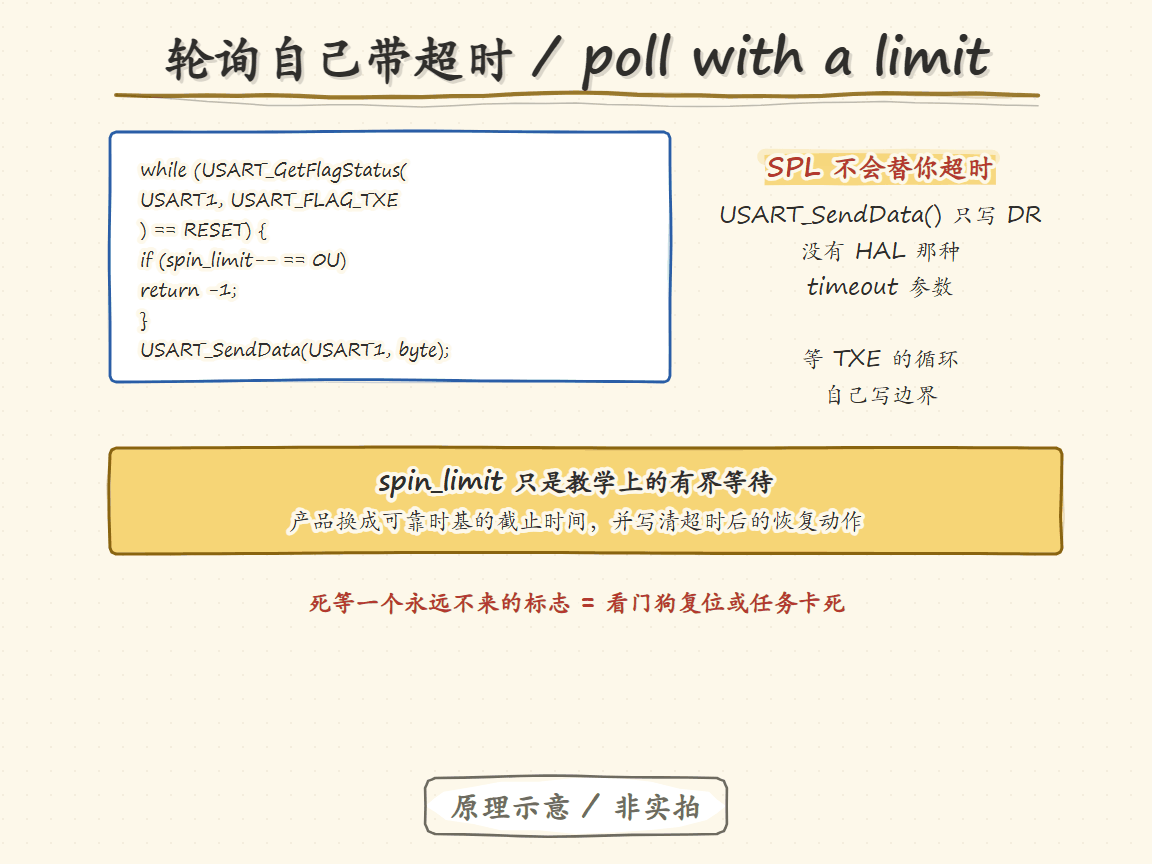 轮询自己带超时 / poll with a limit
while (USART_GetFlagStatus(
USART1, USART_FLAG_TXE
) == RESET) {
if (spin_limit-- == 0U)
return -1;
}
USART_SendData(USART1, byte);
SPL 不会替你超时
USART_SendData() 只写 DR
没有 HAL 那种
timeout 参数
等 TXE 的循环
自己写边界
spin_limit 只是教学上的有界等待
产品换成可靠时基的截止时间，并写清超时后的恢复动作
死等一个永远不来的标志 = 看门狗复位或任务卡死
原理示意 / 非实拍